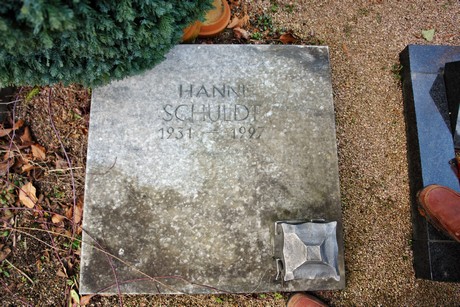 HANNE
SCHULDT
1931 – 1997